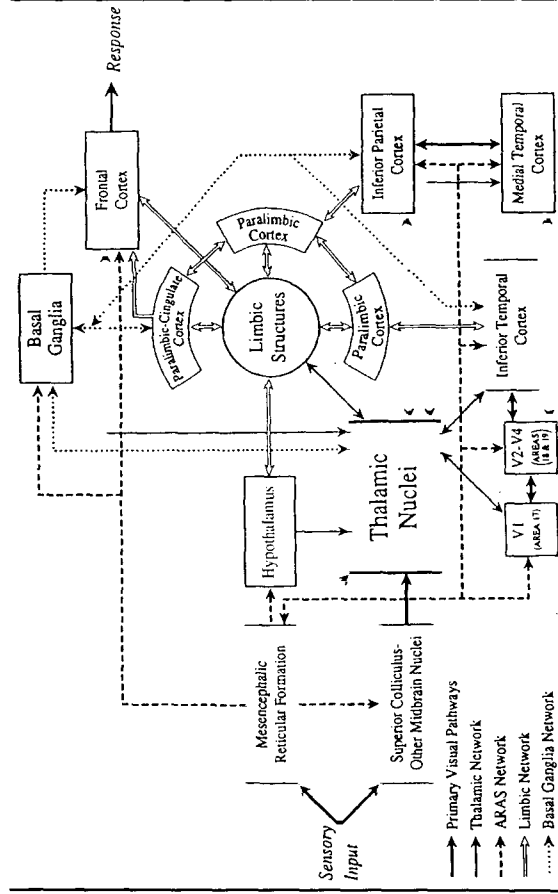 Response
Frontal
Cortex
Basal
Ganglia
Paralimbic-Cingulate
Cortex
Paralimbic
Cortex
Limbic
Structures
Paralimbic
Cortex
Inferior Parietal
Cortex
Medial Temporal
Cortex
Hypothalamus
Thalamic
Nuclei
Inferior Temporal
Cortex
V2-V4
(AREAS
18 & 19)
V1
(AREA 17)
Mesencephalic
Reticular Formation
Superior Colliculus-
Other Midbrain Nuclei
Sensory
Input
Primary Visual Pathways
Thalamic Network
ARAS Network
Limbic Network
Basal Ganglia Network